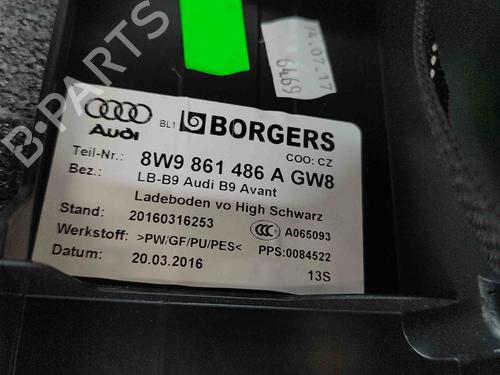 A
14.07.17
6469
B-PARTS
Audi
BL1 BORGERS
COO: CZ
Teil-Nr.: 8W9 861 486 A GW8
Bez.: LB-B9 Audi B9 Avant
Ladeboden vo High Schwarz
Stand: 20160316253
CCC A065093
Werkstoff: >PW/GF/PU/PES< PPS:0084522
Datum: 20.03.2016 13S